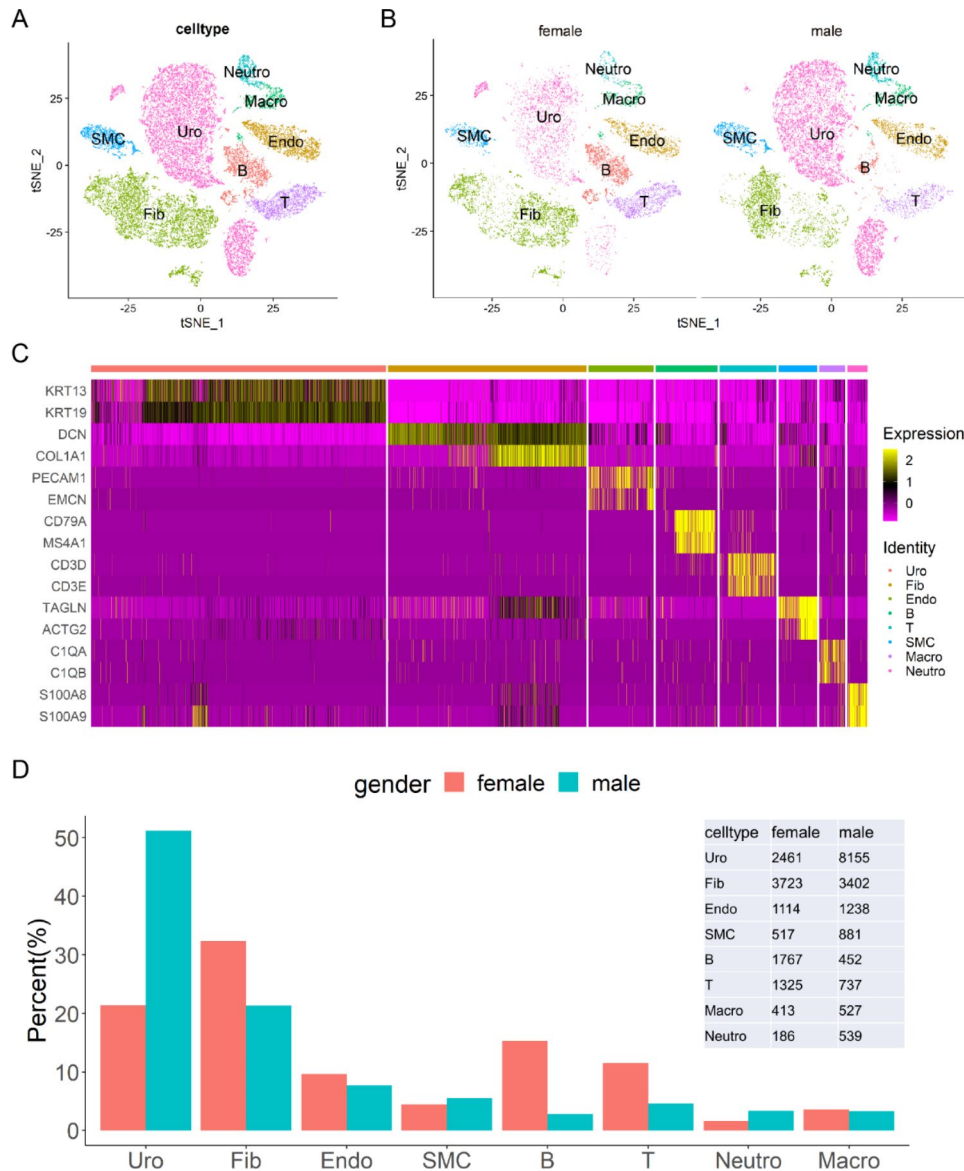 A
celltype
Neutro
Macro
Uro
SMC
Endo
B
T
Fib
25
0
-25
tSNE_2
-25 0 25
tSNE_1
B
female male
Neutro
Macro
Uro
SMC
Endo
B
T
Fib
Neutro
Macro
Uro
SMC
Endo
B
T
Fib
25
0
-25
tSNE_2
-25 0 25 -25 0 25
tSNE_1
C
KRT13
KRT19
DCN
COL1A1
PECAM1
EMCN
CD79A
MS4A1
CD3D
CD3E
TAGLN
ACTG2
C1QA
C1QB
S100A8
S100A9
Expression
2
1
0
Identity
Uro
Fib
Endo
B
T
SMC
Macro
Neutro
D
gender female male
Percent(%)
50
40
30
20
10
0
Uro Fib Endo SMC B T Neutro Macro
celltype female male
Uro 2461 8155
Fib 3723 3402
Endo 1114 1238
SMC 517 881
B 1767 452
T 1325 737
Macro 413 527
Neutro 186 539